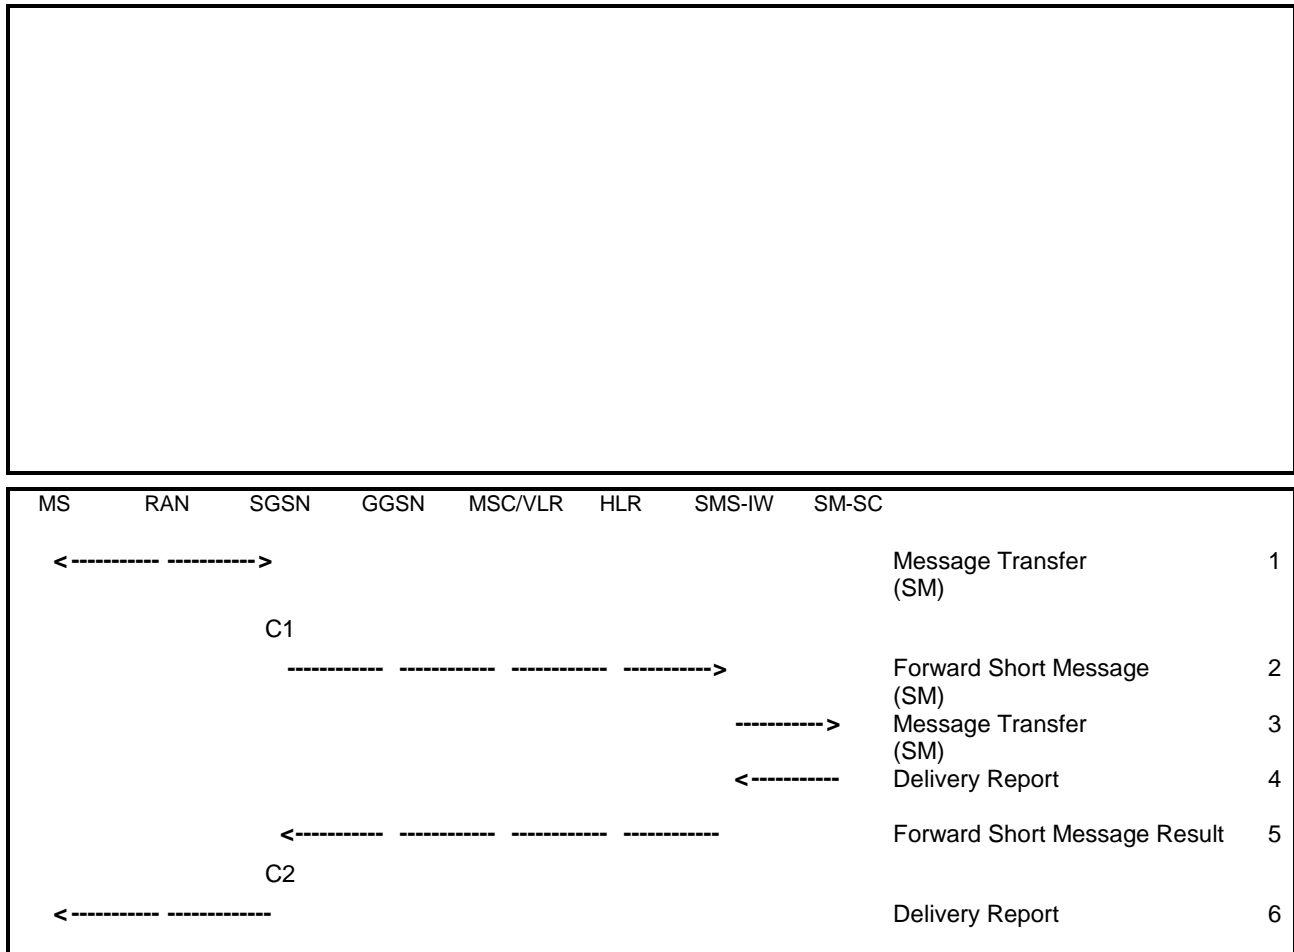 MS RAN SGSN GGSN MSC/VLR HLR SMS-IW SM-SC
<----------- -----------> Message Transfer 1
(SM)
C1
------------ ------------ ------------ -----------> Forward Short Message 2
(SM)
-----------> Message Transfer 3
(SM)
<----------- Delivery Report 4
<----------- ------------ ------------ ------------ Forward Short Message Result 5
C2
<----------- ------------- Delivery Report 6